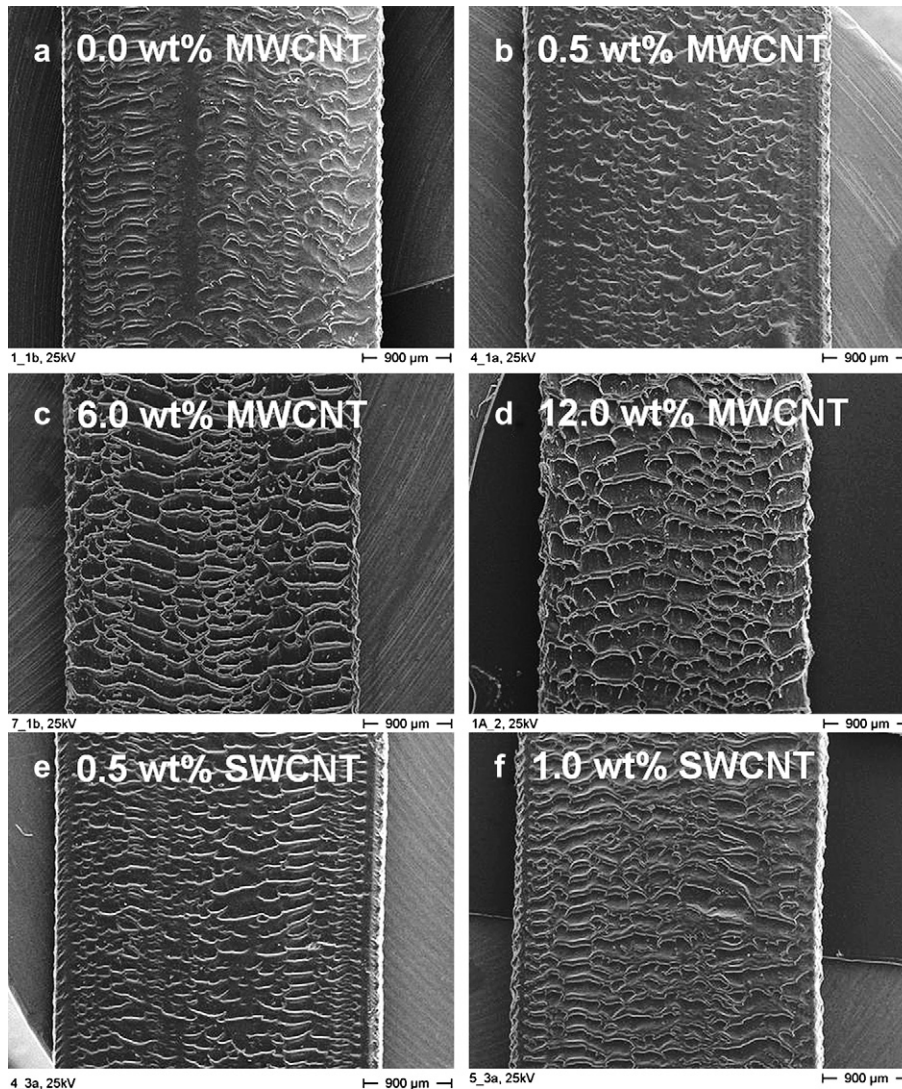 a 0.0 wt% MWCNT
b 0.5 wt% MWCNT
1_1b, 25kV
900 µm
4_1a, 25kV
900 µm
c 6.0 wt% MWCNT
d 12.0 wt% MWCNT
7_1b, 25kV
900 µm
1A_2, 25kV
900 µm
e 0.5 wt% SWCNT
f 1.0 wt% SWCNT
4_3a, 25kV
900 µm
5_3a, 25kV
900 µm